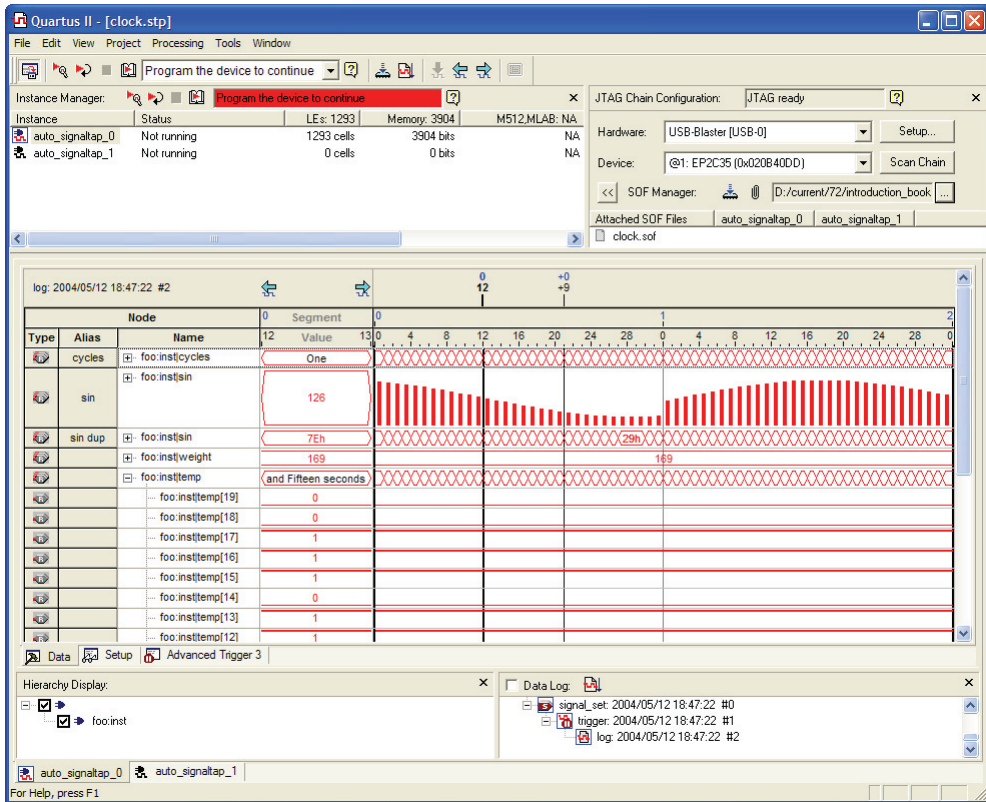 Quartus II - [clock.stp]
File Edit View Project Processing Tools Window
Program the device to continue
Instance Manager: Program the device to continue
Instance Status LEs: 1293 Memory: 3904 M512,MLAB: NA
auto_signaltap_0 Not running 1293 cells 3904 bits NA
auto_signaltap_1 Not running 0 cells 0 bits NA
JTAG Chain Configuration: JTAG ready
Hardware: USB-Blaster [USB-0] Setup...
Device: @1: EP2C35 (0x020B40DD) Scan Chain
<< SOF Manager: D:/current/72/introduction_book ...
Attached SOF Files auto_signaltap_0 auto_signaltap_1
clock.sof
log: 2004/05/12 18:47:22 #2
0 +0
12 +9
Node 0 Segment 0 1 2
Type Alias Name 12 Value 13 0 4 8 12 16 20 24 28 0 4 8 12 16 20 24 28 0
cycles foo:inst|cycles One
sin foo:inst|sin 126
sin dup foo:inst|sin 7Eh 29h
foo:inst|weight 169 169
foo:inst|temp and Fifteen seconds
foo:inst|temp[19] 0
foo:inst|temp[18] 0
foo:inst|temp[17] 1
foo:inst|temp[16] 1
foo:inst|temp[15] 1
foo:inst|temp[14] 0
foo:inst|temp[13] 1
foo:inst|temp[12] 1
Data Setup Advanced Trigger 3
Hierarchy Display:
foo:inst
Data Log:
signal_set: 2004/05/12 18:47:22 #0
trigger: 2004/05/12 18:47:22 #1
log: 2004/05/12 18:47:22 #2
auto_signaltap_0 auto_signaltap_1
For Help, press F1